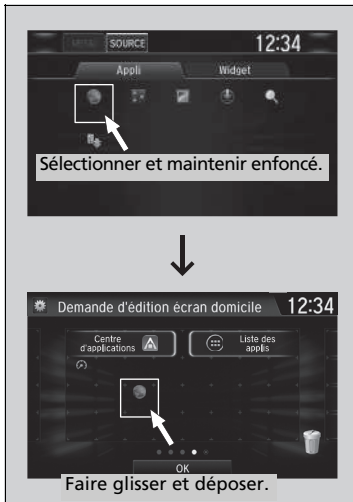 MENU SOURCE 12:34
Appli Widget
Sélectionner et maintenir enfoncé.
Demande d'édition écran domicile 12:34
Centre d'applications
Liste des applis
OK
Faire glisser et déposer.